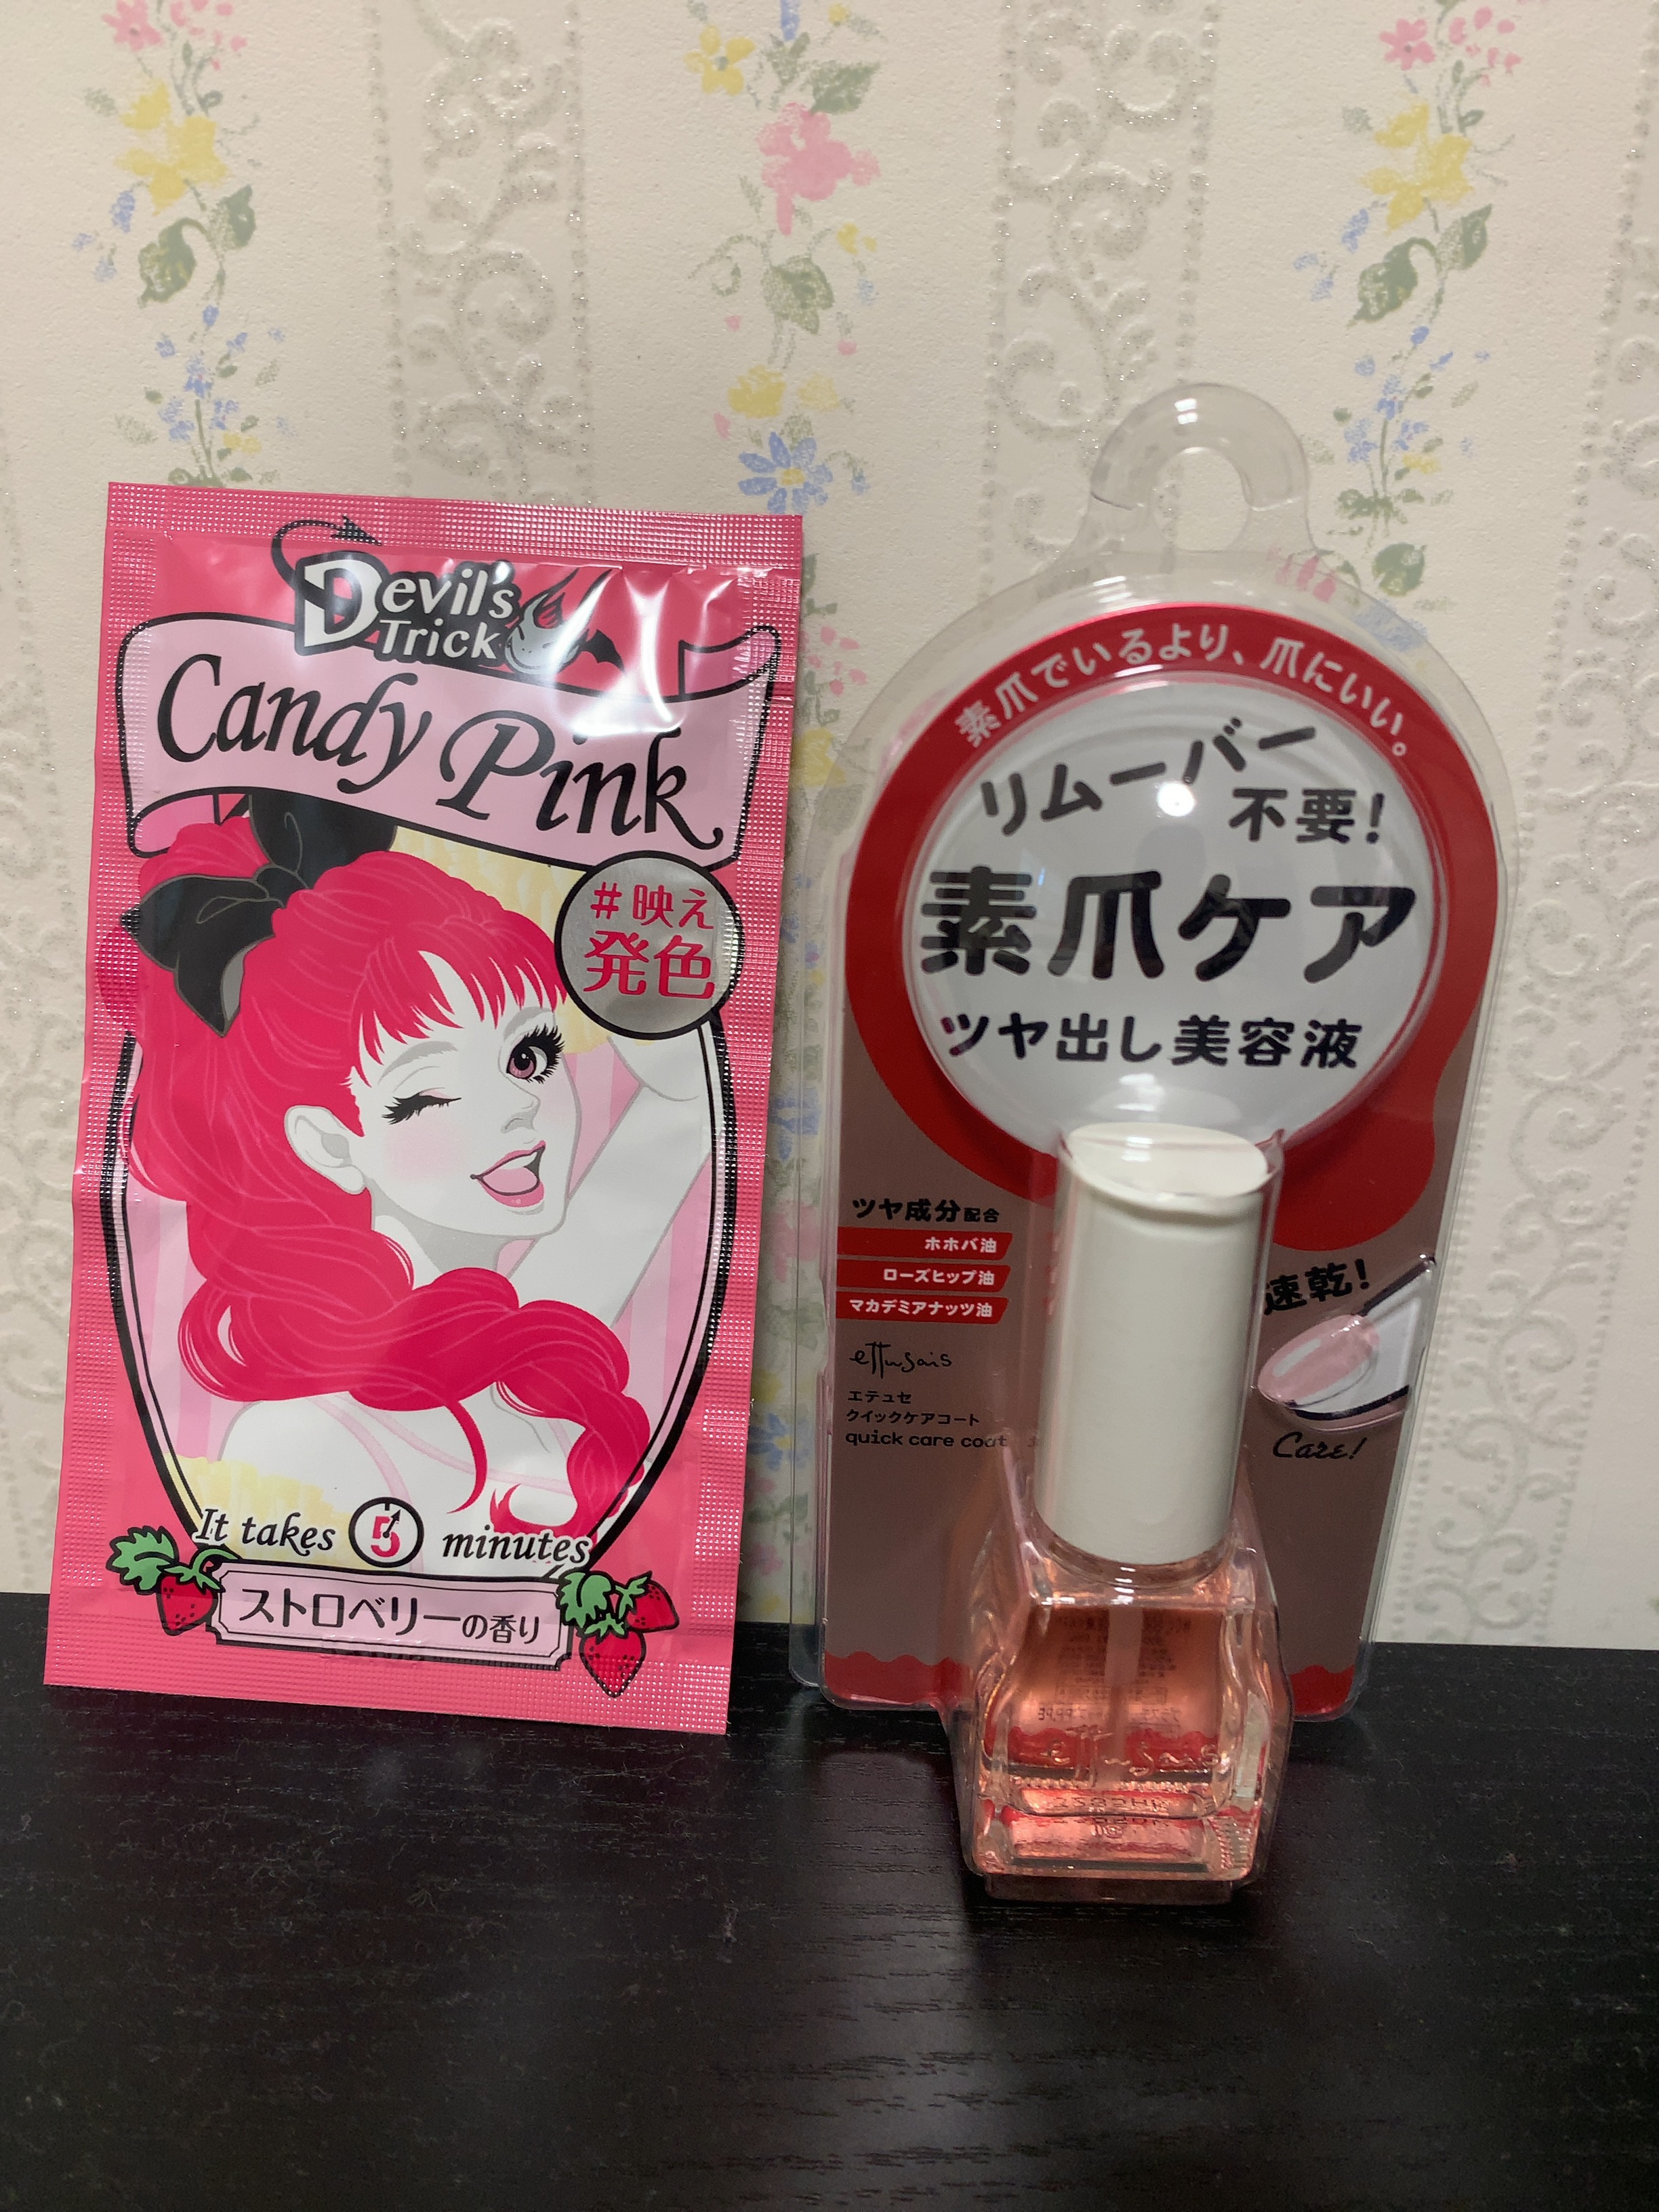 Devil's
Trick
Candy Pink
#映え
発色
It takes 5 minutes
ストロベリーの香り
素爪でいるより、爪にいい。
リムーバー
不要!
素爪ケア
ツヤ出し美容液
ツヤ成分配合
ホホバ油
ローズヒップ油
マカデミアナッツ油
ettusais
エテュセ
クイックケアコート
quick care coat
速乾!
Care!
ettusais